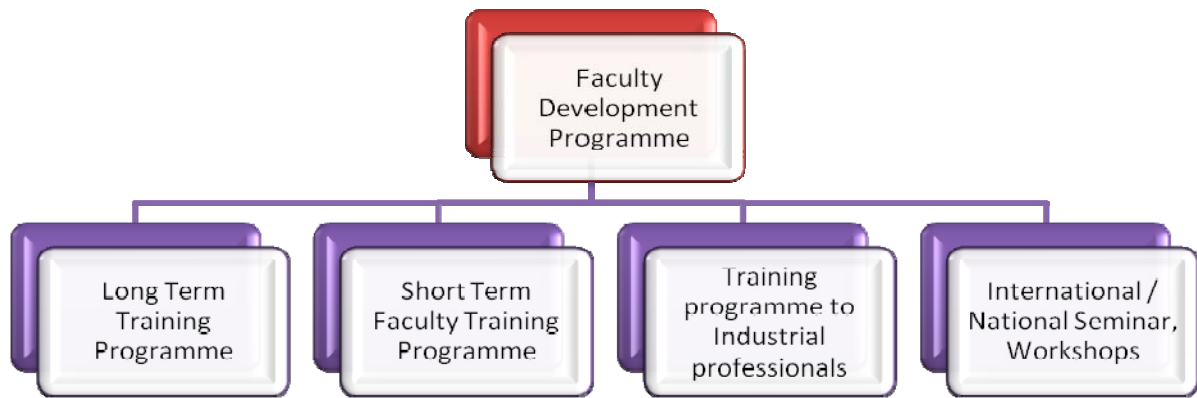 Faculty
Development
Programme
Long Term
Training
Programme
Short Term
Faculty Training
Programme
Training
programme to
Industrial
professionals
International /
National Seminar,
Workshops